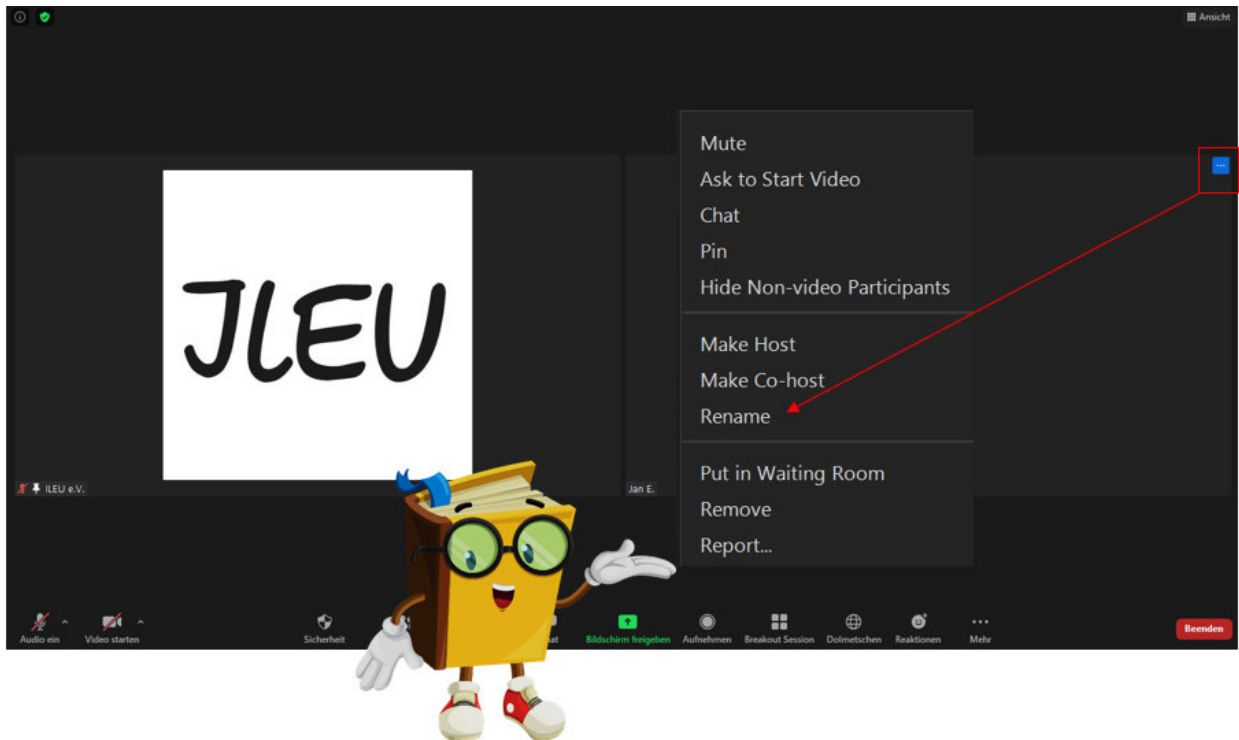 Ansicht
Mute
Ask to Start Video
Chat
Pin
Hide Non-video Participants
Make Host
Make Co-host
Rename
Put in Waiting Room
Remove
Report...
JLEU
ILEU e.V.
Jan E.
Audio ein
Video starten
Sicherheit
Bildschirm freigeben
Aufnehmen
Breakout Session
Dolmetschen
Reaktionen
Mehr
Beenden